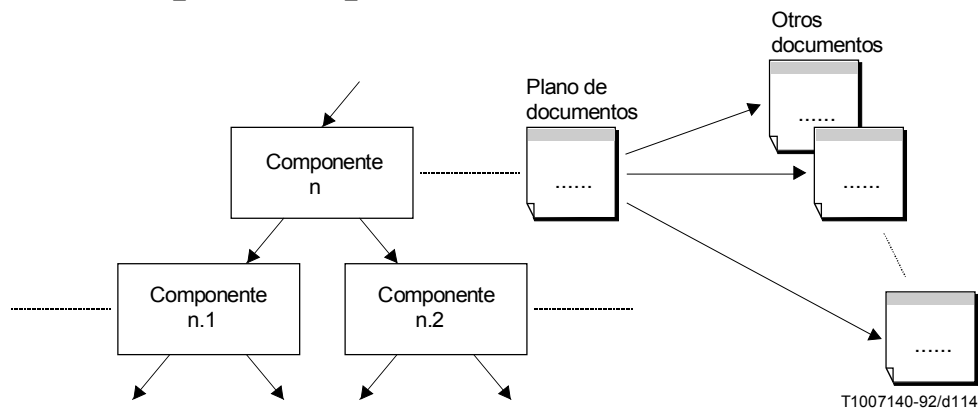 Otros
documentos
Plano de
documentos
......
......
......
Componente
n
Componente
n.1
Componente
n.2
......
T1007140-92/d114